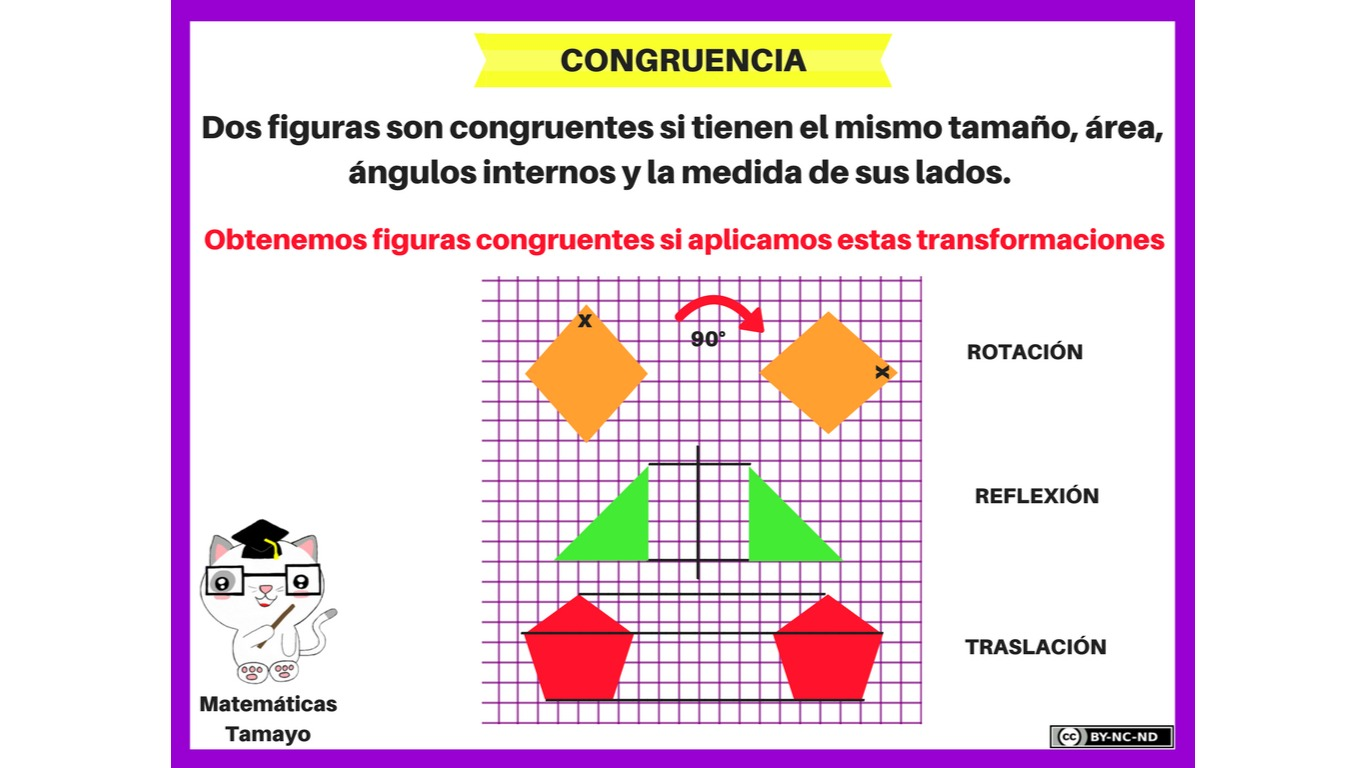 CONGRUENCIA
Dos figuras son congruentes si tienen el mismo tamaño, área,
ángulos internos y la medida de sus lados.
Obtenemos figuras congruentes si aplicamos estas transformaciones
x
90°
x
ROTACIÓN
REFLEXIÓN
TRASLACIÓN
Matemáticas
Tamayo
cc BY-NC-ND